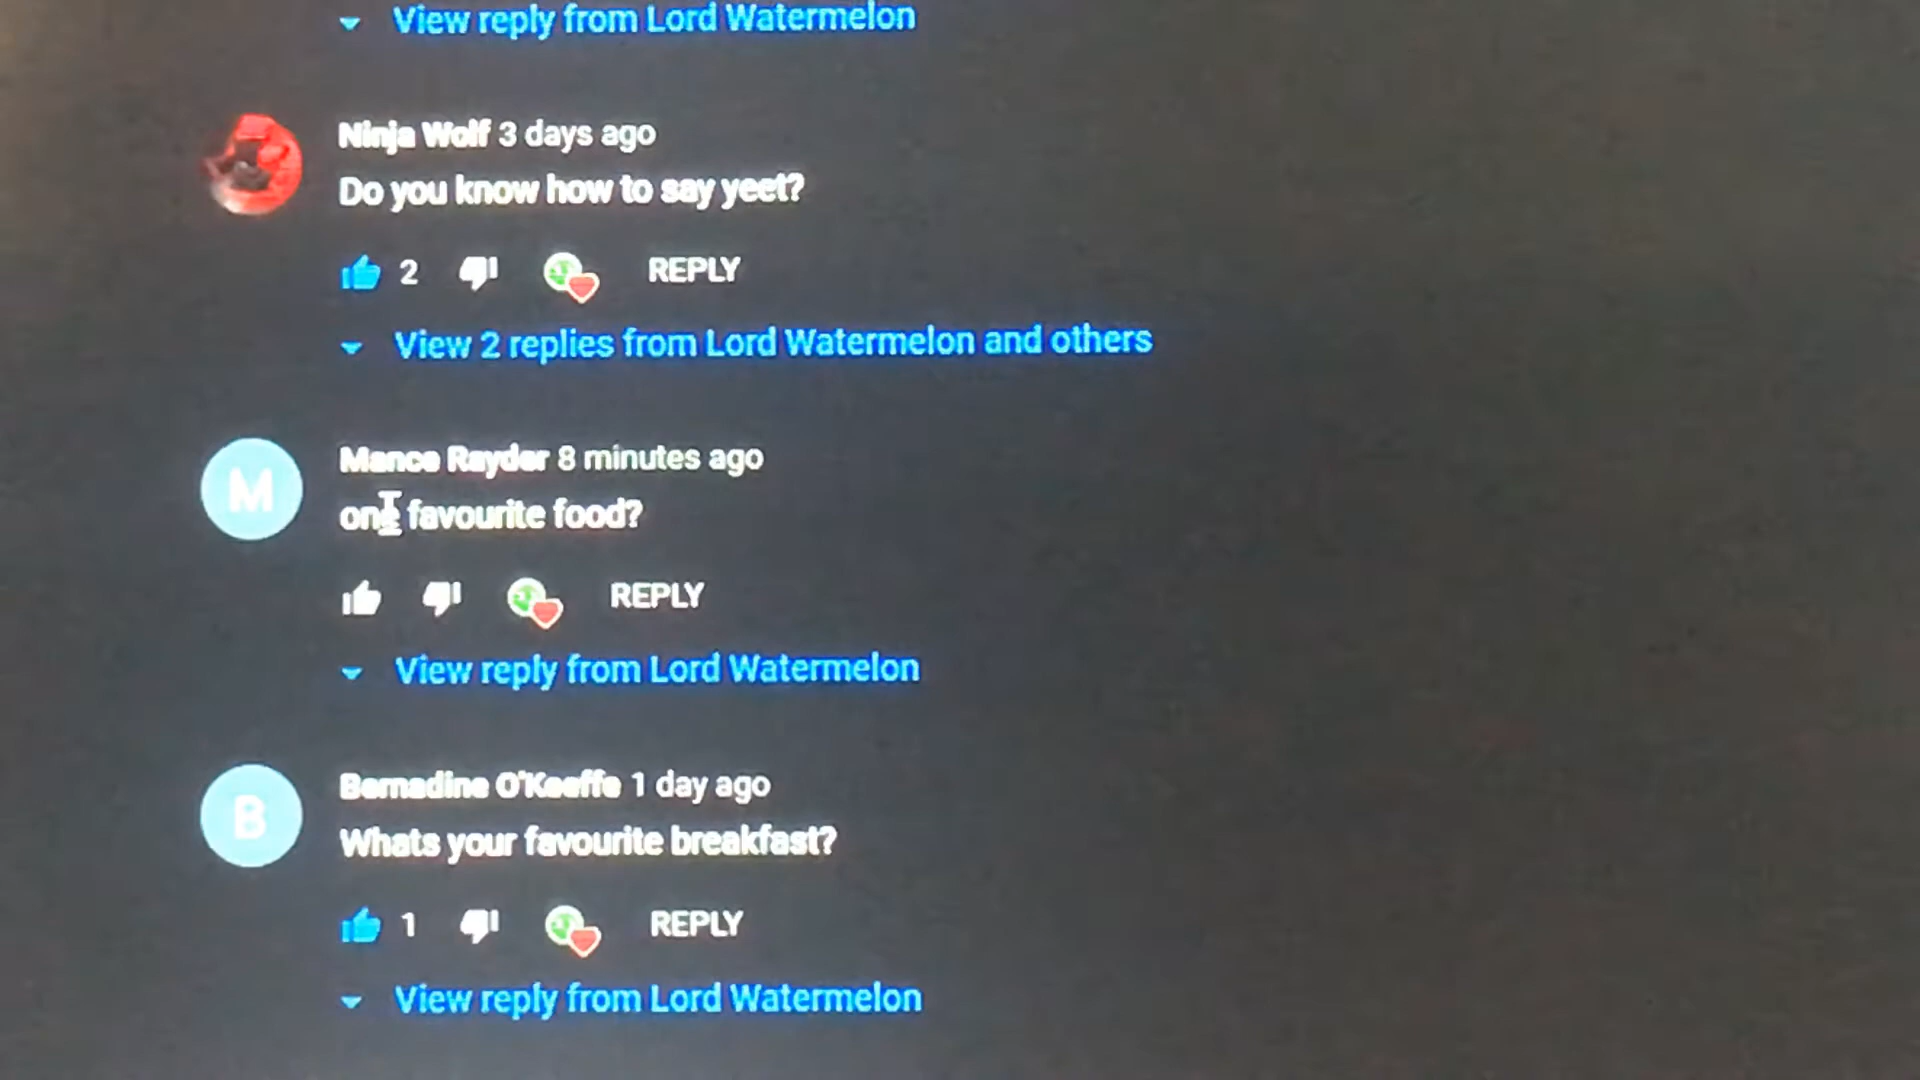 View reply from Lord Watermelon
Ninja Wolf 3 days ago
Do you know how to say yeet?
2 REPLY
View 2 replies from Lord Watermelon and others
M
Mance Rayder 8 minutes ago
one favourite food?
REPLY
View reply from Lord Watermelon
B
Bernadine O'Keeffe 1 day ago
Whats your favourite breakfast?
1 REPLY
View reply from Lord Watermelon